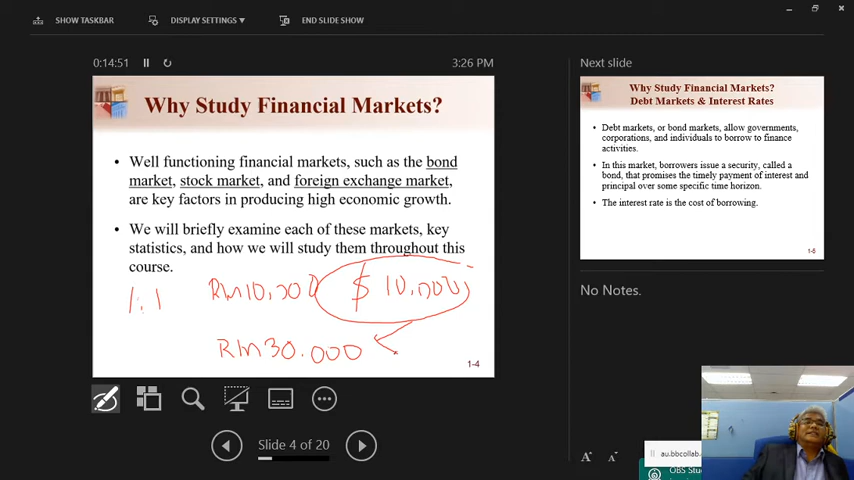 SHOW TASKBAR
DISPLAY SETTINGS ▼
END SLIDE SHOW
0:14:51
3:26 PM
Why Study Financial Markets?
• Well functioning financial markets, such as the bond
market, stock market, and foreign exchange market,
are key factors in producing high economic growth.
• We will briefly examine each of these markets, key
statistics, and how we will study them throughout this
course.
1:1 RM10,000 $10,000
RM30.000
1-4
Slide 4 of 20
Next slide
Why Study Financial Markets?
Debt Markets & Interest Rates
• Debt markets, or bond markets, allow governments,
corporations, and individuals to borrow to finance
activities.
• In this market, borrowers issue a security, called a
bond, that promises the timely payment of interest and
principal over some specific time horizon.
• The interest rate is the cost of borrowing.
1-5
No Notes.
A A
au.bbcollab.
OBS Stud